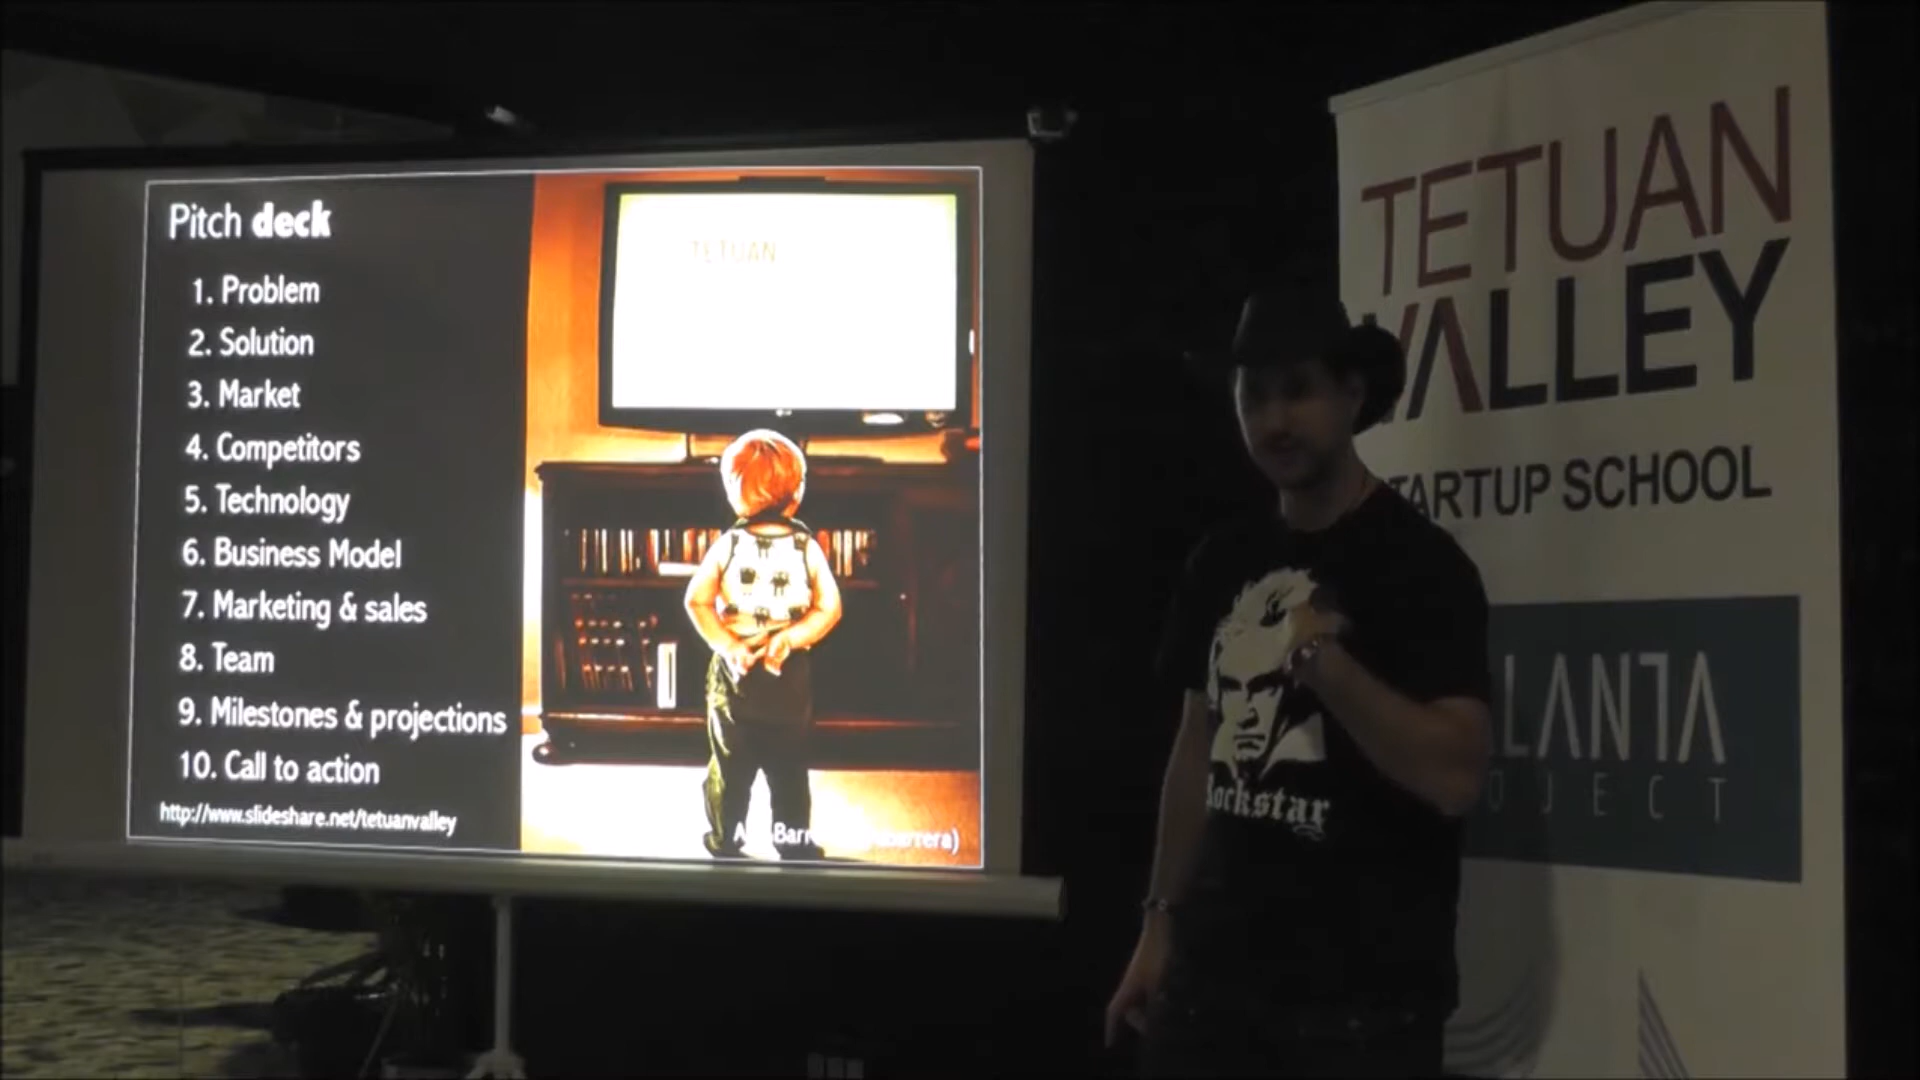 Pitch deck
1. Problem
2. Solution
3. Market
4. Competitors
5. Technology
6. Business Model
7. Marketing & sales
8. Team
9. Milestones & projections
10. Call to action
http://www.slideshare.net/tetuanvalley
TETUAN
TETUAN
VALLEY
STARTUP SCHOOL
Rockstar